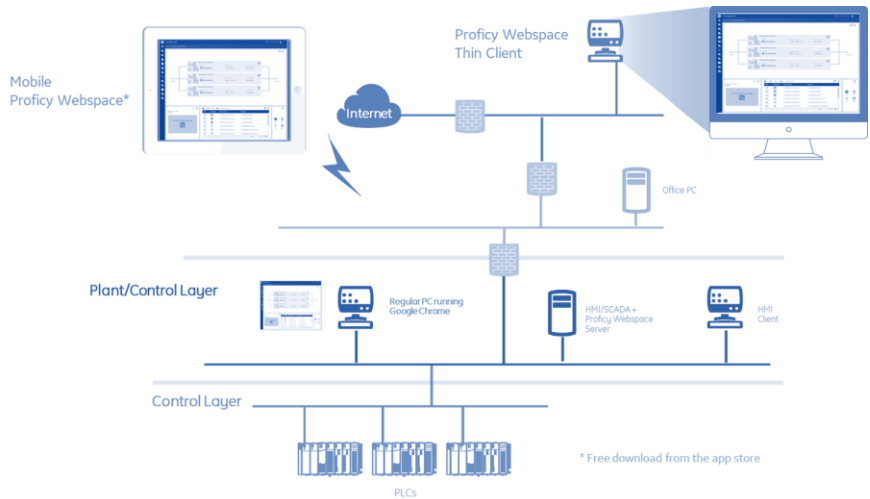 Proficy Webspace
Thin Client
Mobile
Proficy Webspace*
Internet
Office PC
Plant/Control Layer
Regular PC running
Google Chrome
HMI/SCADA +
Proficy Webspace
Server
HMI
Client
Control Layer
* Free download from the app store
PLCs